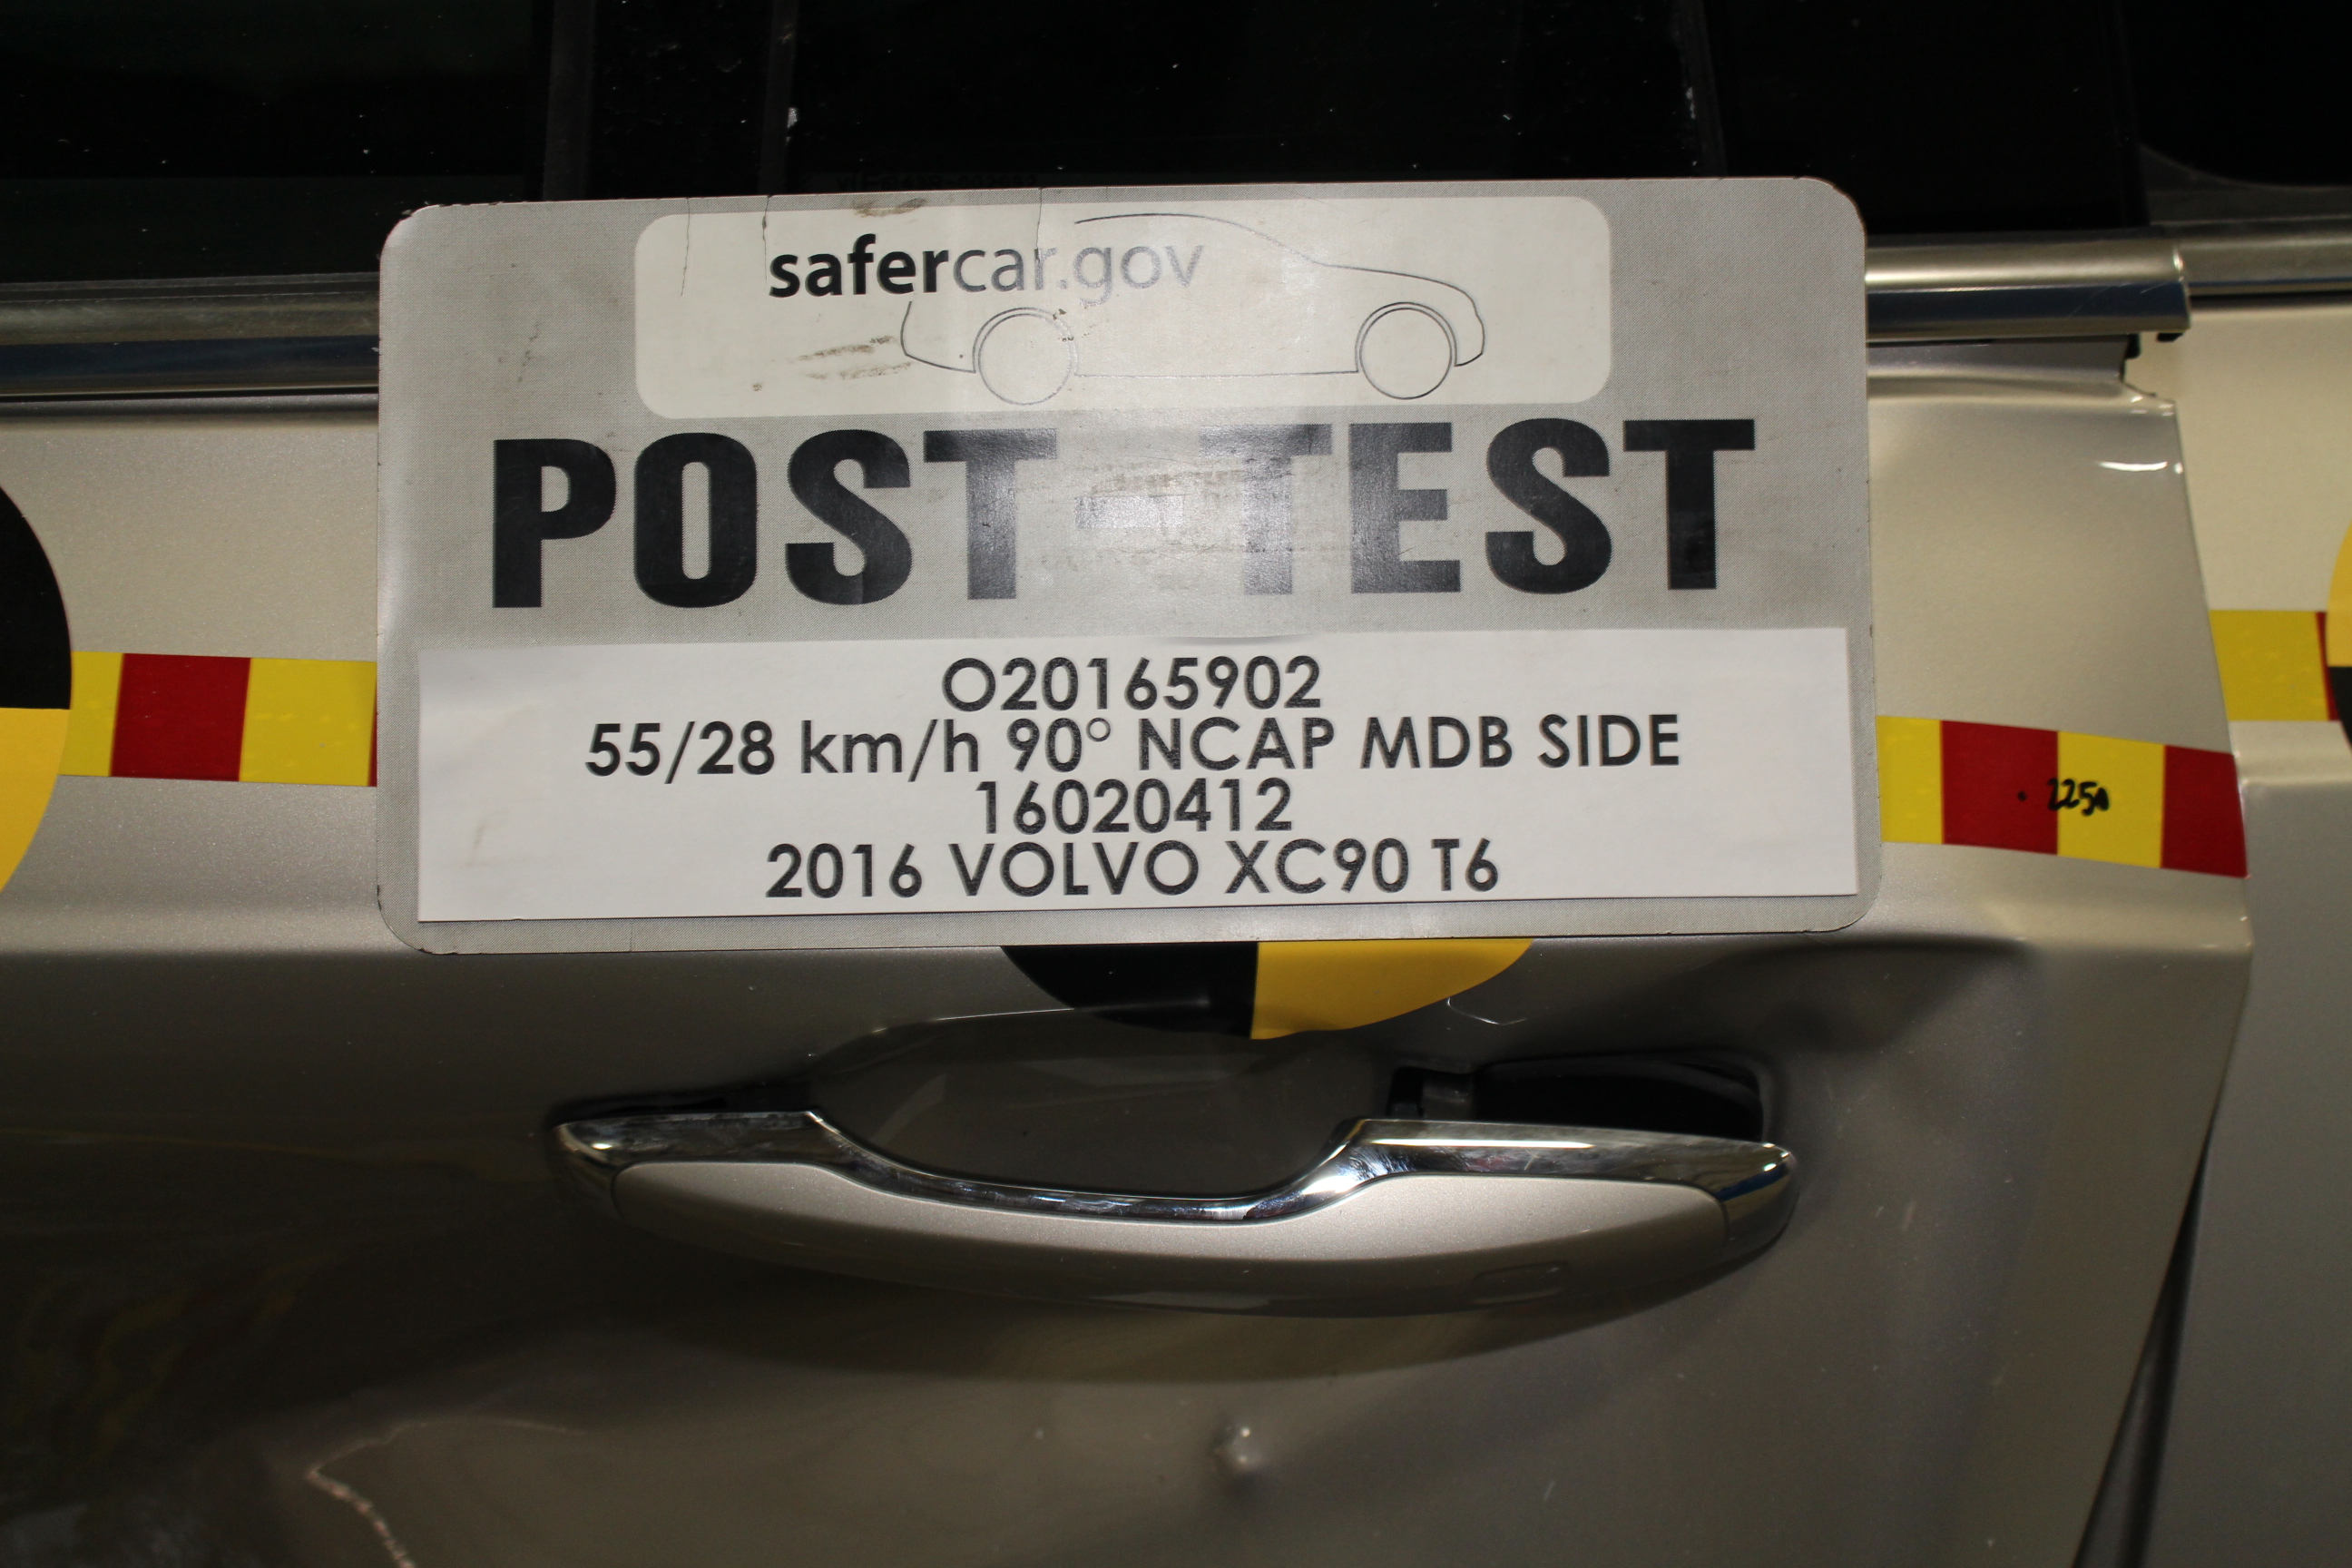 safercar.gov
POST-TEST
O20165902
55/28 km/h 90° NCAP MDB SIDE
16020412
2016 VOLVO XC90 T6
2250